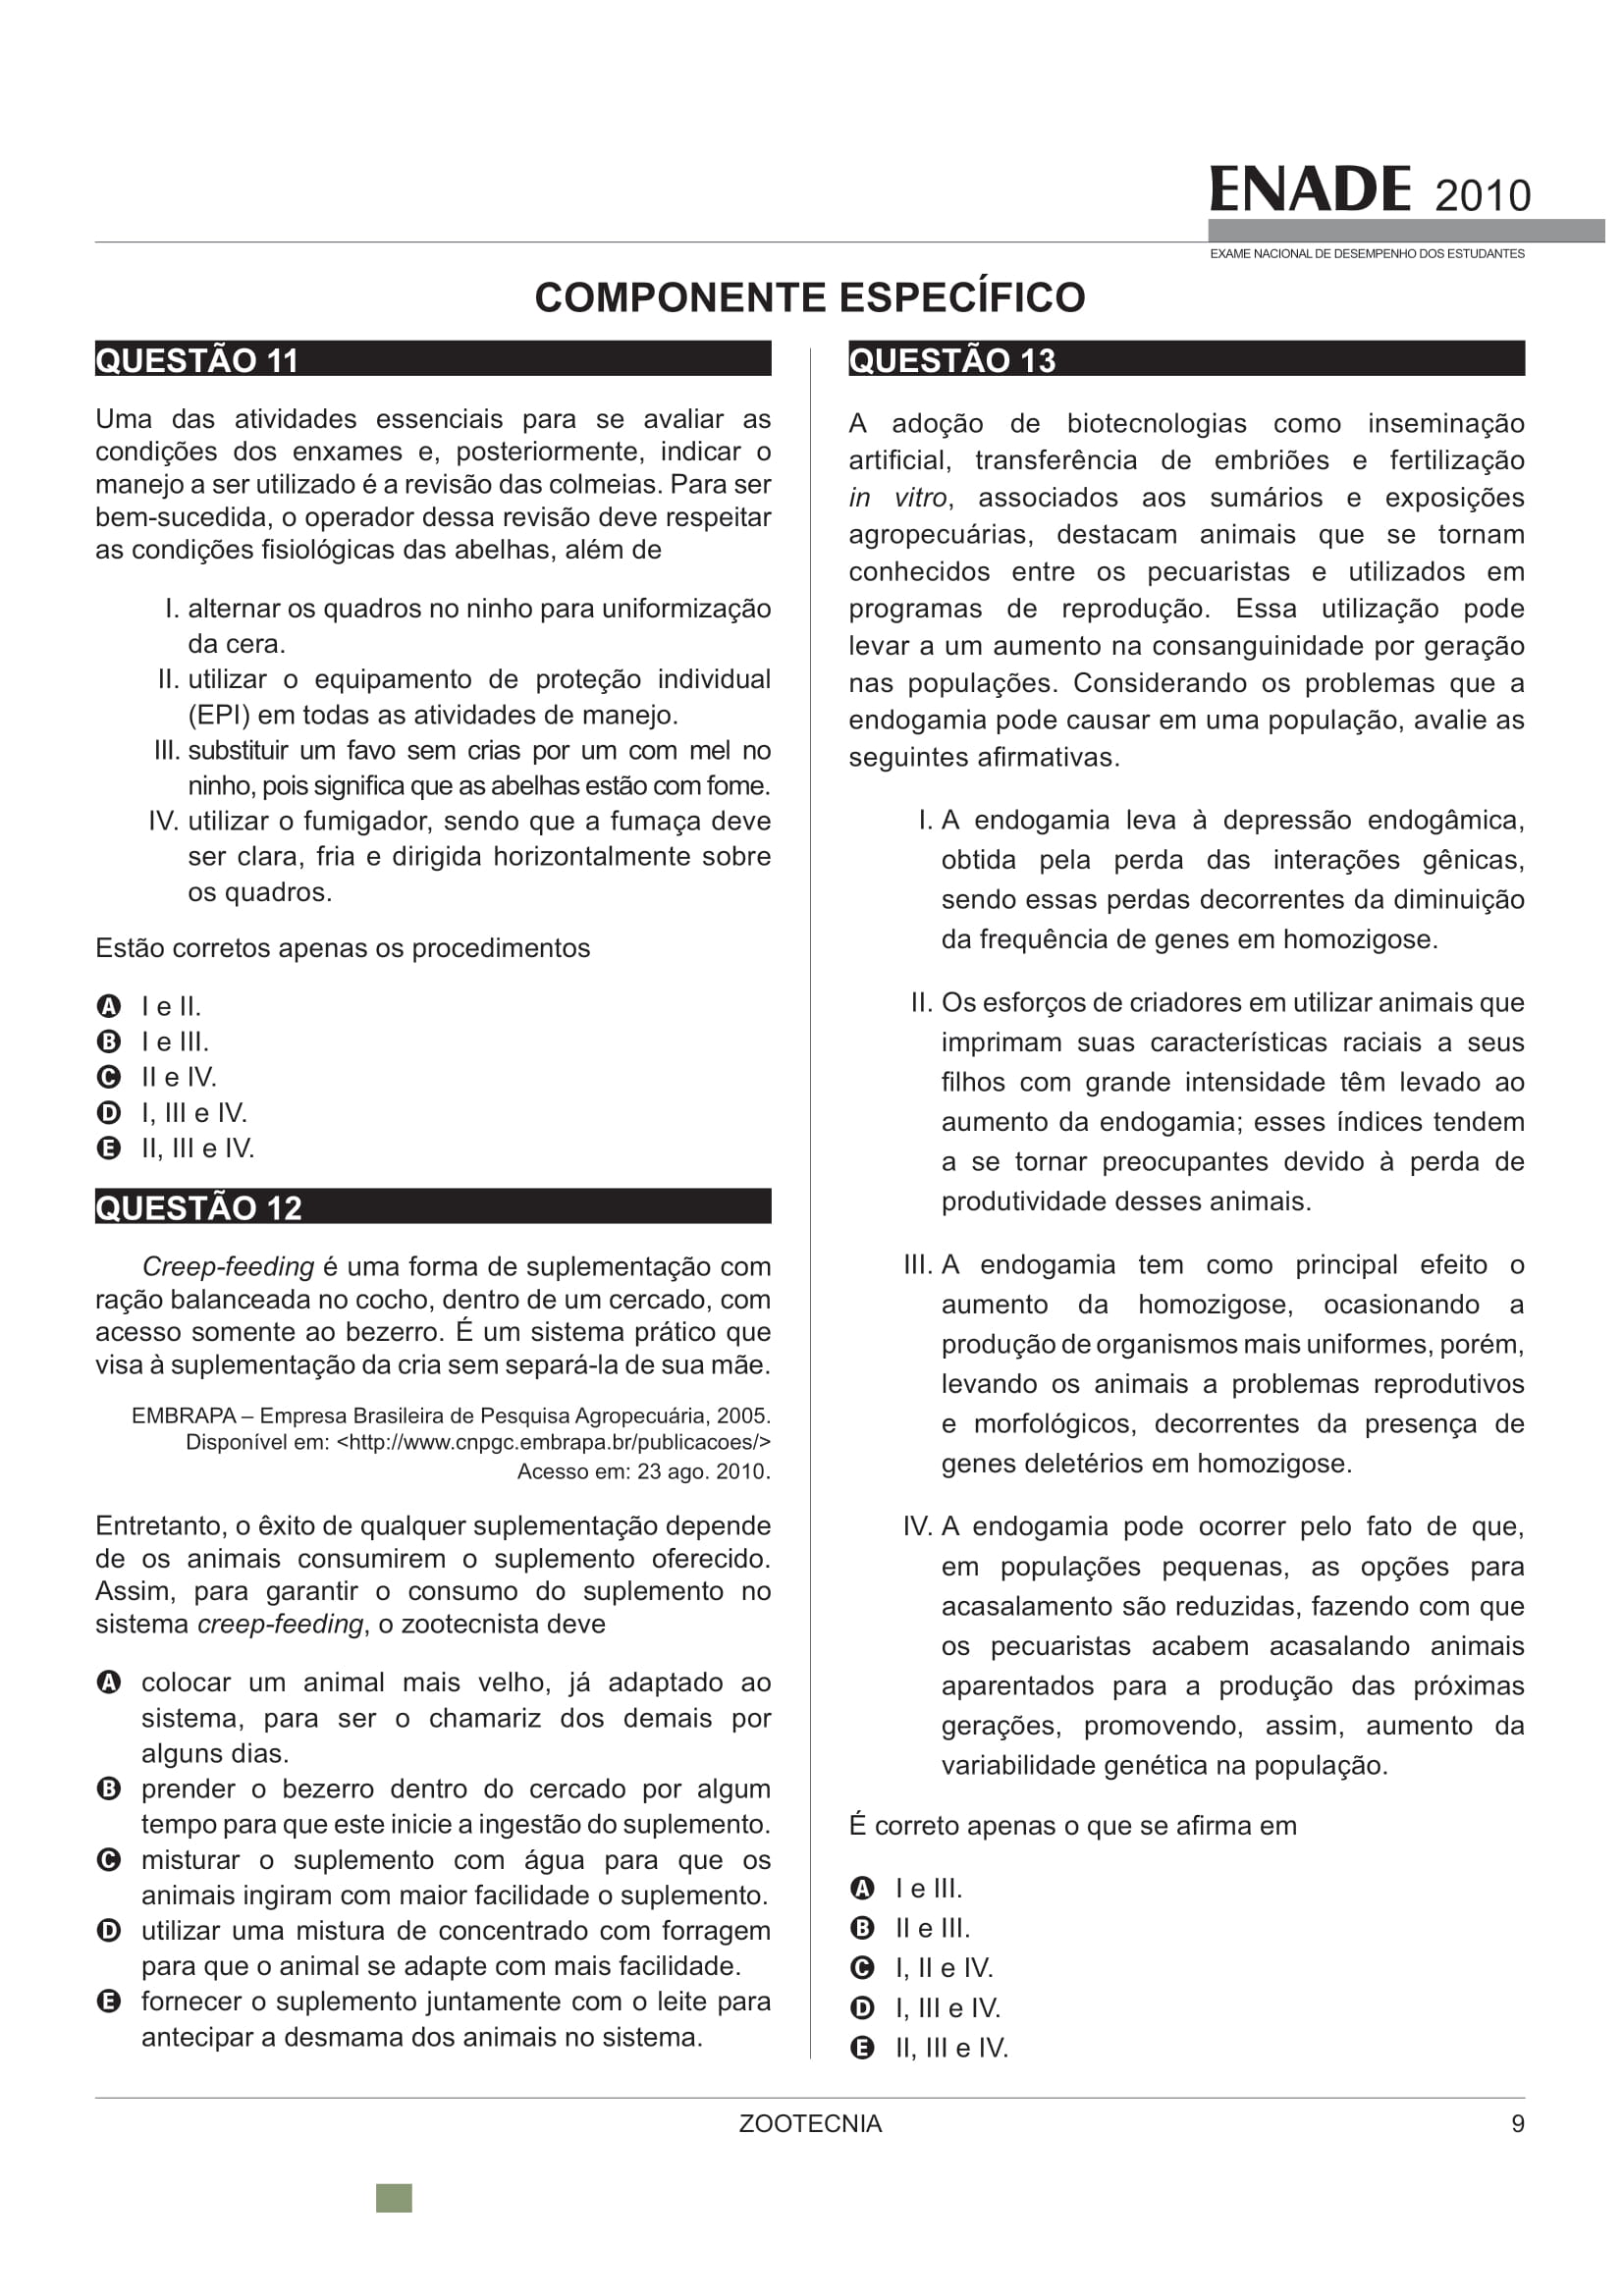 ENADE 2010
EXAME NACIONAL DE DESEMPENHO DOS ESTUDANTES
COMPONENTE ESPECÍFICO
QUESTÃO 11
Uma das atividades essenciais para se avaliar as
condições dos enxames e, posteriormente, indicar o
manejo a ser utilizado é a revisão das colmeias. Para ser
bem-sucedida, o operador dessa revisão deve respeitar
as condições fisiológicas das abelhas, além de
I. alternar os quadros no ninho para uniformização
da cera.
II. utilizar o equipamento de proteção individual
(EPI) em todas as atividades de manejo.
III. substituir um favo sem crias por um com mel no
ninho, pois significa que as abelhas estão com fome.
IV. utilizar o fumigador, sendo que a fumaça deve
ser clara, fria e dirigida horizontalmente sobre
os quadros.
Estão corretos apenas os procedimentos
A I e II.
B I e III.
C II e IV.
D I, III e IV.
E II, III e IV.
QUESTÃO 12
Creep-feeding é uma forma de suplementação com
ração balanceada no cocho, dentro de um cercado, com
acesso somente ao bezerro. É um sistema prático que
visa à suplementação da cria sem separá-la de sua mãe.
EMBRAPA – Empresa Brasileira de Pesquisa Agropecuária, 2005.
Disponível em: <http://www.cnpgc.embrapa.br/publicacoes/>
Acesso em: 23 ago. 2010.
Entretanto, o êxito de qualquer suplementação depende
de os animais consumirem o suplemento oferecido.
Assim, para garantir o consumo do suplemento no
sistema creep-feeding, o zootecnista deve
A colocar um animal mais velho, já adaptado ao
sistema, para ser o chamariz dos demais por
alguns dias.
B prender o bezerro dentro do cercado por algum
tempo para que este inicie a ingestão do suplemento.
C misturar o suplemento com água para que os
animais ingiram com maior facilidade o suplemento.
D utilizar uma mistura de concentrado com forragem
para que o animal se adapte com mais facilidade.
E fornecer o suplemento juntamente com o leite para
antecipar a desmama dos animais no sistema.
QUESTÃO 13
A adoção de biotecnologias como inseminação
artificial, transferência de embriões e fertilização
in vitro, associados aos sumários e exposições
agropecuárias, destacam animais que se tornam
conhecidos entre os pecuaristas e utilizados em
programas de reprodução. Essa utilização pode
levar a um aumento na consanguinidade por geração
nas populações. Considerando os problemas que a
endogamia pode causar em uma população, avalie as
seguintes afirmativas.
I. A endogamia leva à depressão endogâmica,
obtida pela perda das interações gênicas,
sendo essas perdas decorrentes da diminuição
da frequência de genes em homozigose.
II. Os esforços de criadores em utilizar animais que
imprimam suas características raciais a seus
filhos com grande intensidade têm levado ao
aumento da endogamia; esses índices tendem
a se tornar preocupantes devido à perda de
produtividade desses animais.
III. A endogamia tem como principal efeito o
aumento da homozigose, ocasionando a
produção de organismos mais uniformes, porém,
levando os animais a problemas reprodutivos
e morfológicos, decorrentes da presença de
genes deletérios em homozigose.
IV. A endogamia pode ocorrer pelo fato de que,
em populações pequenas, as opções para
acasalamento são reduzidas, fazendo com que
os pecuaristas acabem acasalando animais
aparentados para a produção das próximas
gerações, promovendo, assim, aumento da
variabilidade genética na população.
É correto apenas o que se afirma em
A I e III.
B II e III.
C I, II e IV.
D I, III e IV.
E II, III e IV.
ZOOTECNIA
9